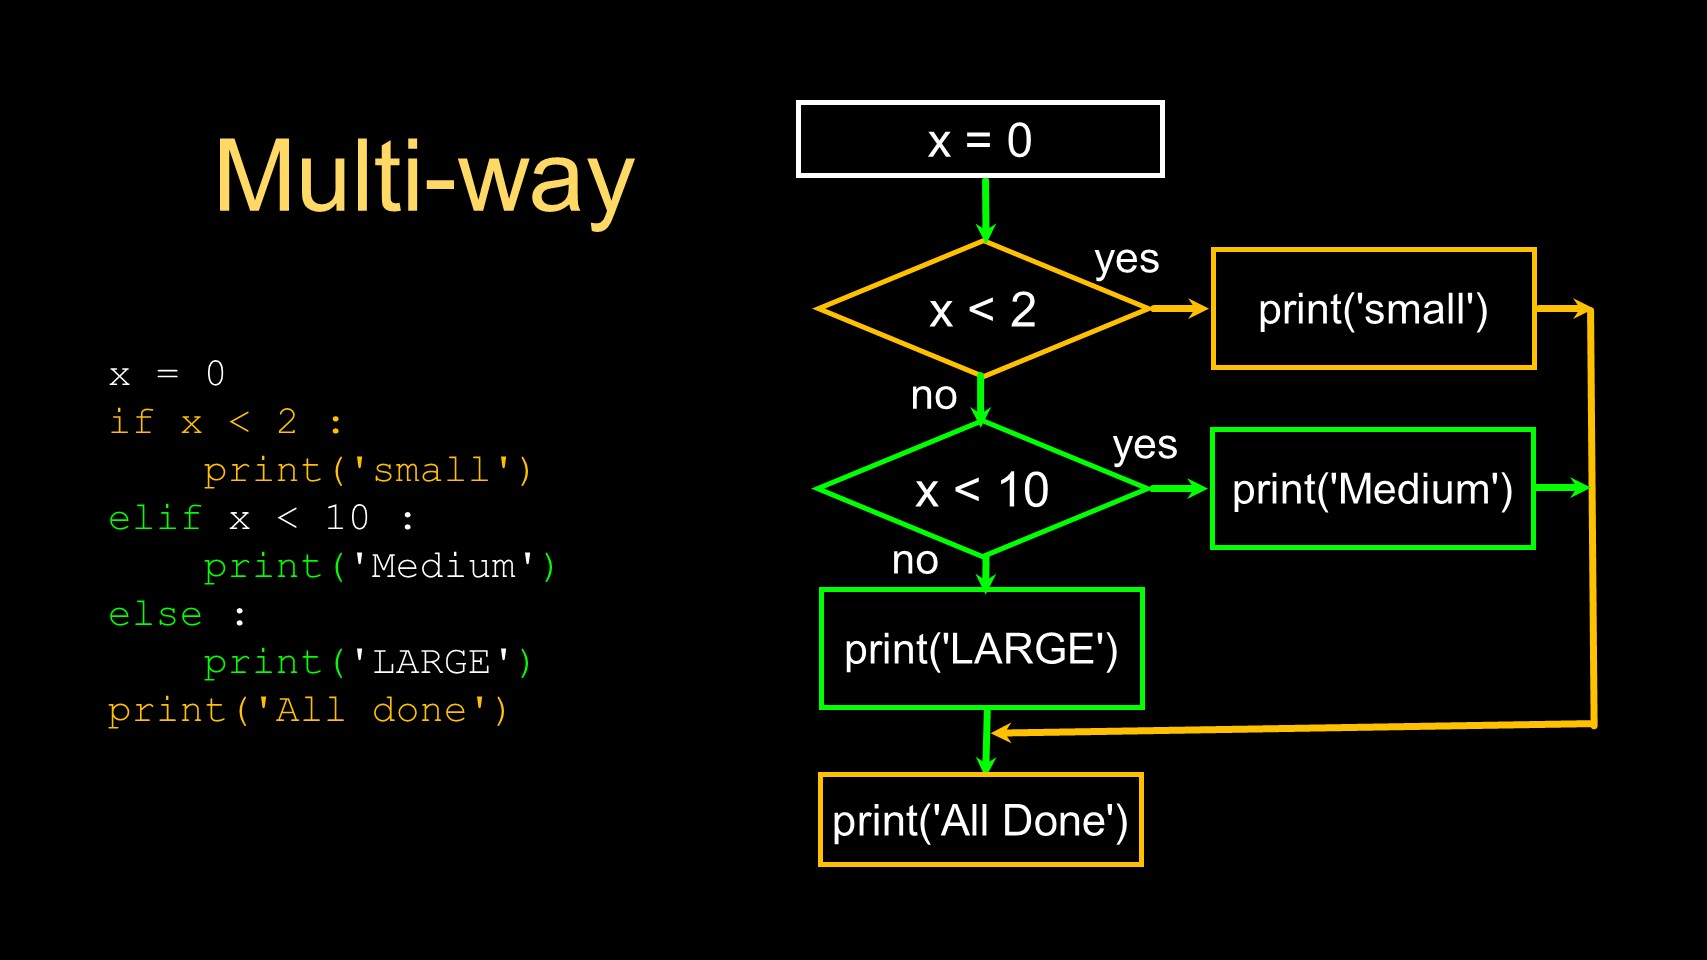 Multi-way
x = 0
if x < 2 :
    print('small')
elif x < 10 :
    print('Medium')
else :
    print('LARGE')
print('All done')
x = 0
yes
x < 2
print('small')
no
yes
x < 10
print('Medium')
no
print('LARGE')
print('All Done')